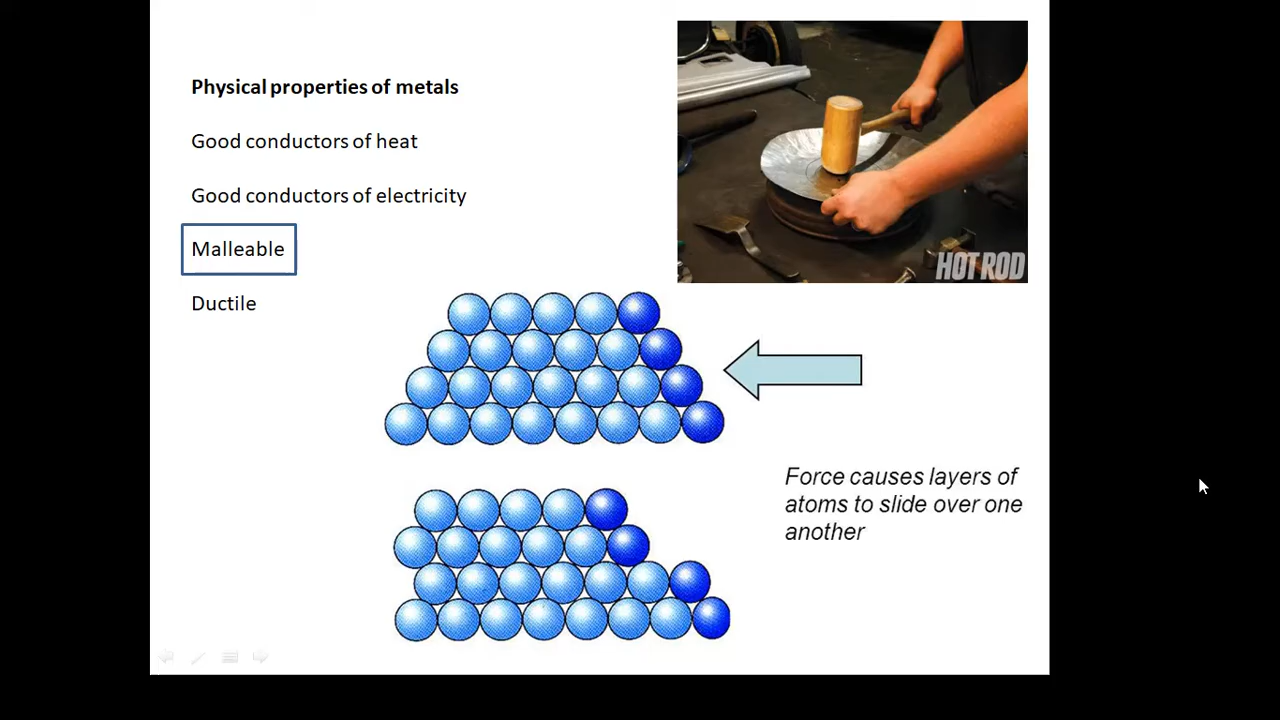 Physical properties of metals
Good conductors of heat
Good conductors of electricity
Malleable
Ductile
HOT ROD
Force causes layers of
atoms to slide over one
another